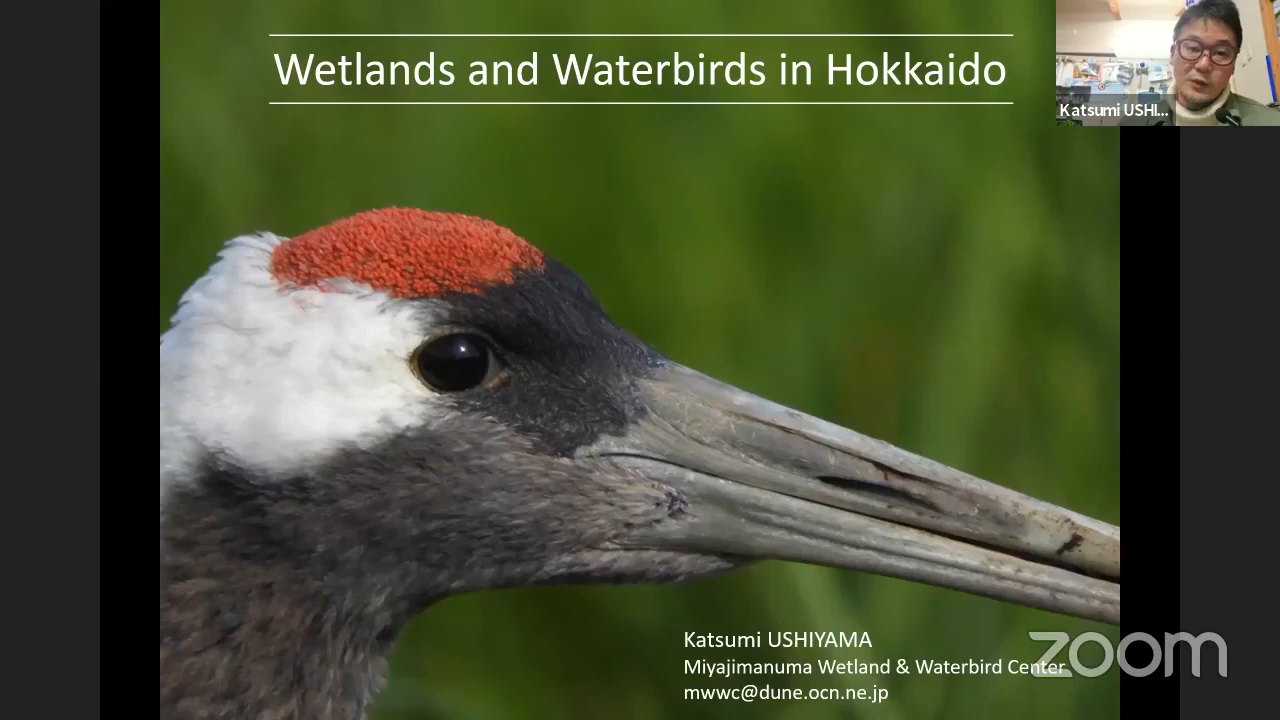 Wetlands and Waterbirds in Hokkaido
Katsumi USHI...
Katsumi USHIYAMA
Miyajimanuma Wetland & Waterbird Center
mwwc@dune.ocn.ne.jp
zoom